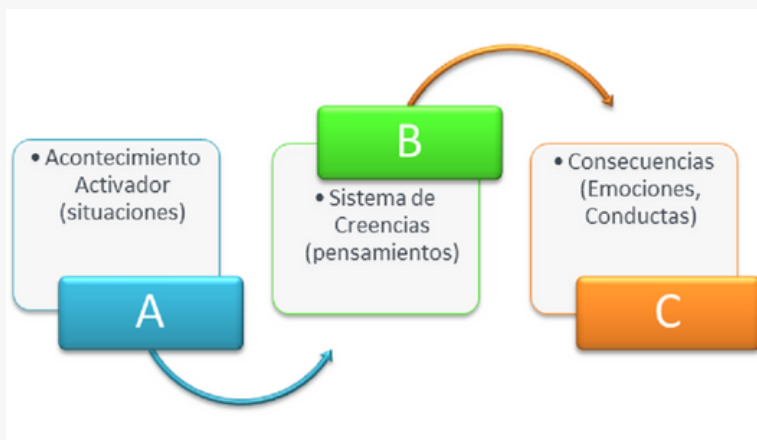 • Acontecimiento
Activador
(situaciones)
A
B
• Sistema de
Creencias
(pensamientos)
• Consecuencias
(Emociones,
Conductas)
C